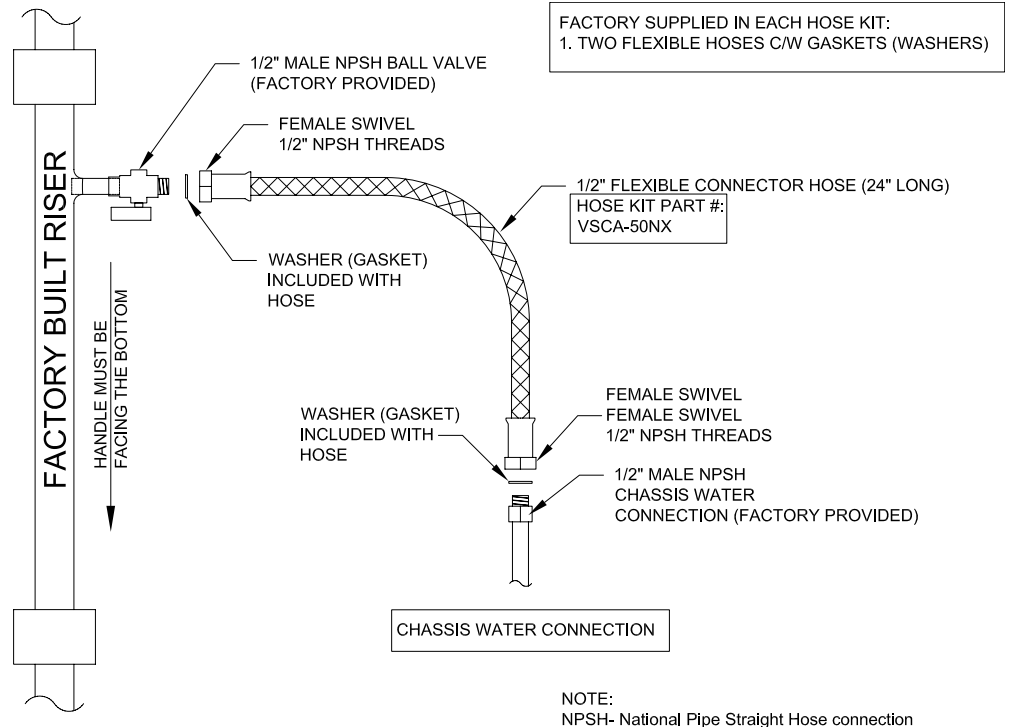 FACTORY SUPPLIED IN EACH HOSE KIT:
1. TWO FLEXIBLE HOSES C/W GASKETS (WASHERS)
1/2" MALE NPSH BALL VALVE
(FACTORY PROVIDED)
FEMALE SWIVEL
1/2" NPSH THREADS
1/2" FLEXIBLE CONNECTOR HOSE (24" LONG)
HOSE KIT PART #:
VSCA-50NX
WASHER (GASKET)
INCLUDED WITH
HOSE
FACTORY BUILT RISER
HANDLE MUST BE
FACING THE BOTTOM
WASHER (GASKET)
INCLUDED WITH
HOSE
FEMALE SWIVEL
FEMALE SWIVEL
1/2" NPSH THREADS
1/2" MALE NPSH
CHASSIS WATER
CONNECTION (FACTORY PROVIDED)
CHASSIS WATER CONNECTION
NOTE:
NPSH- National Pipe Straight Hose connection